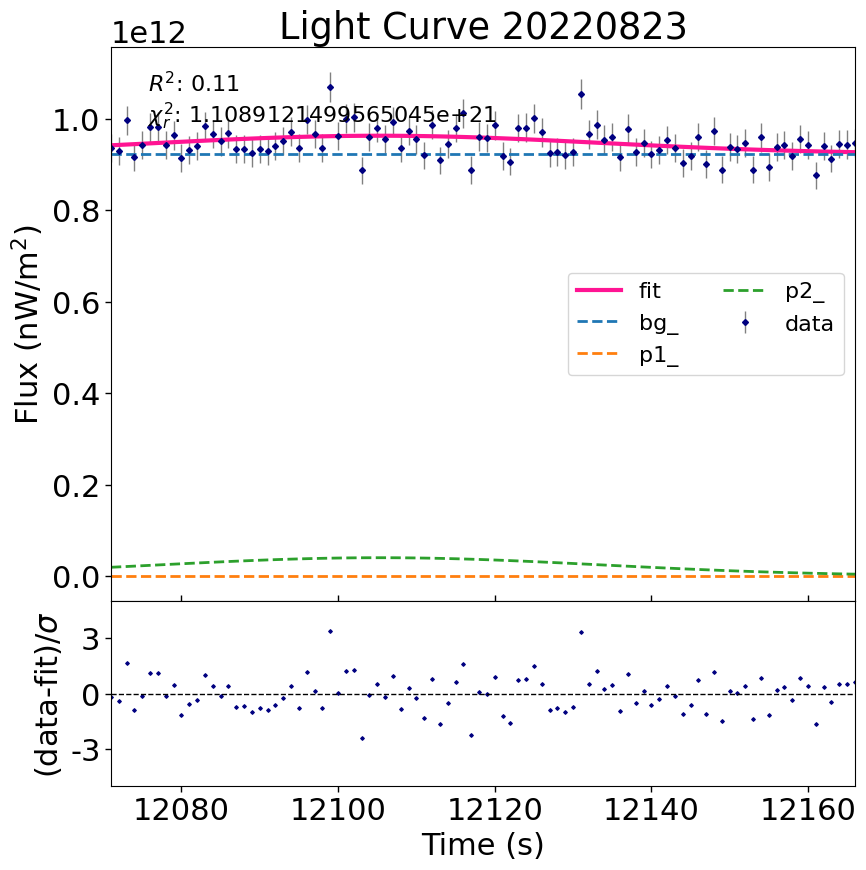 Light Curve 20220823
1e12
R²: 0.11
χ²ᵣ: 1.1089121499565045e+21
1.0
0.8
0.6
0.4
0.2
0.0
Flux (nW/m²)
fit
bg_
p1_
p2_
data
3
0
-3
(data-fit)/σ
12080
12100
12120
12140
12160
Time (s)